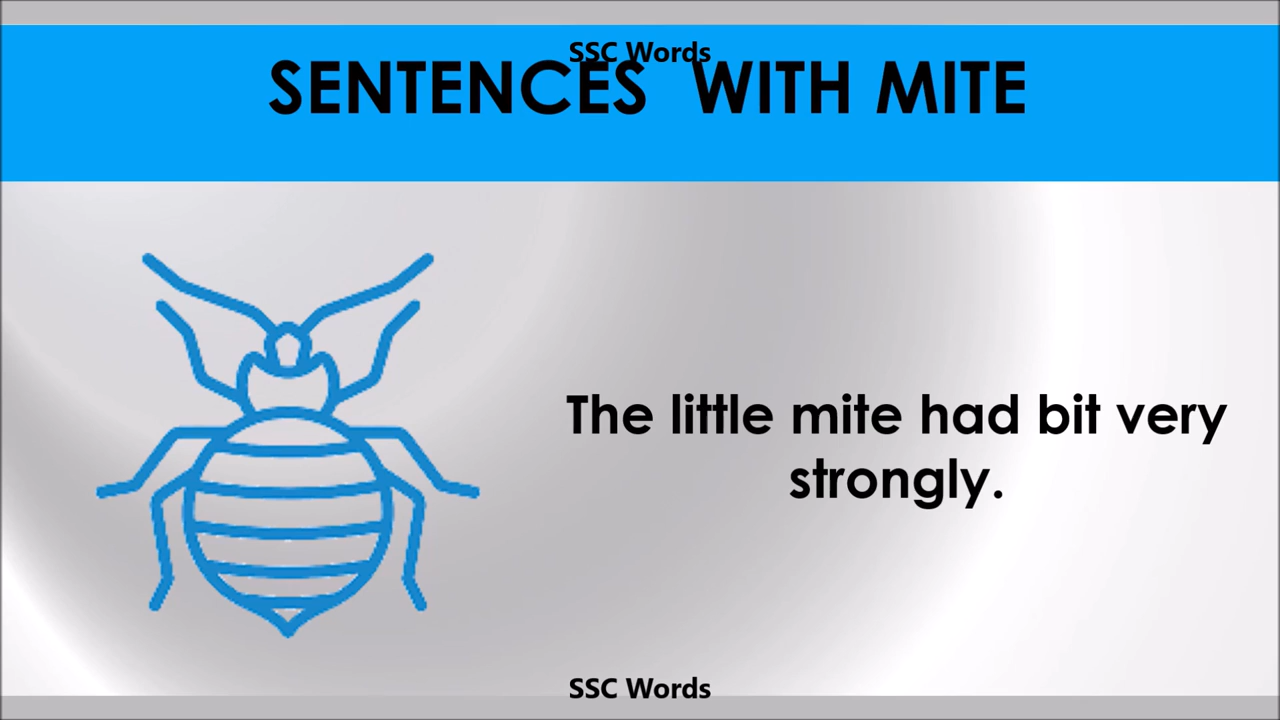 SSC Words
SENTENCES WITH MITE
The little mite had bit very
strongly.
SSC Words